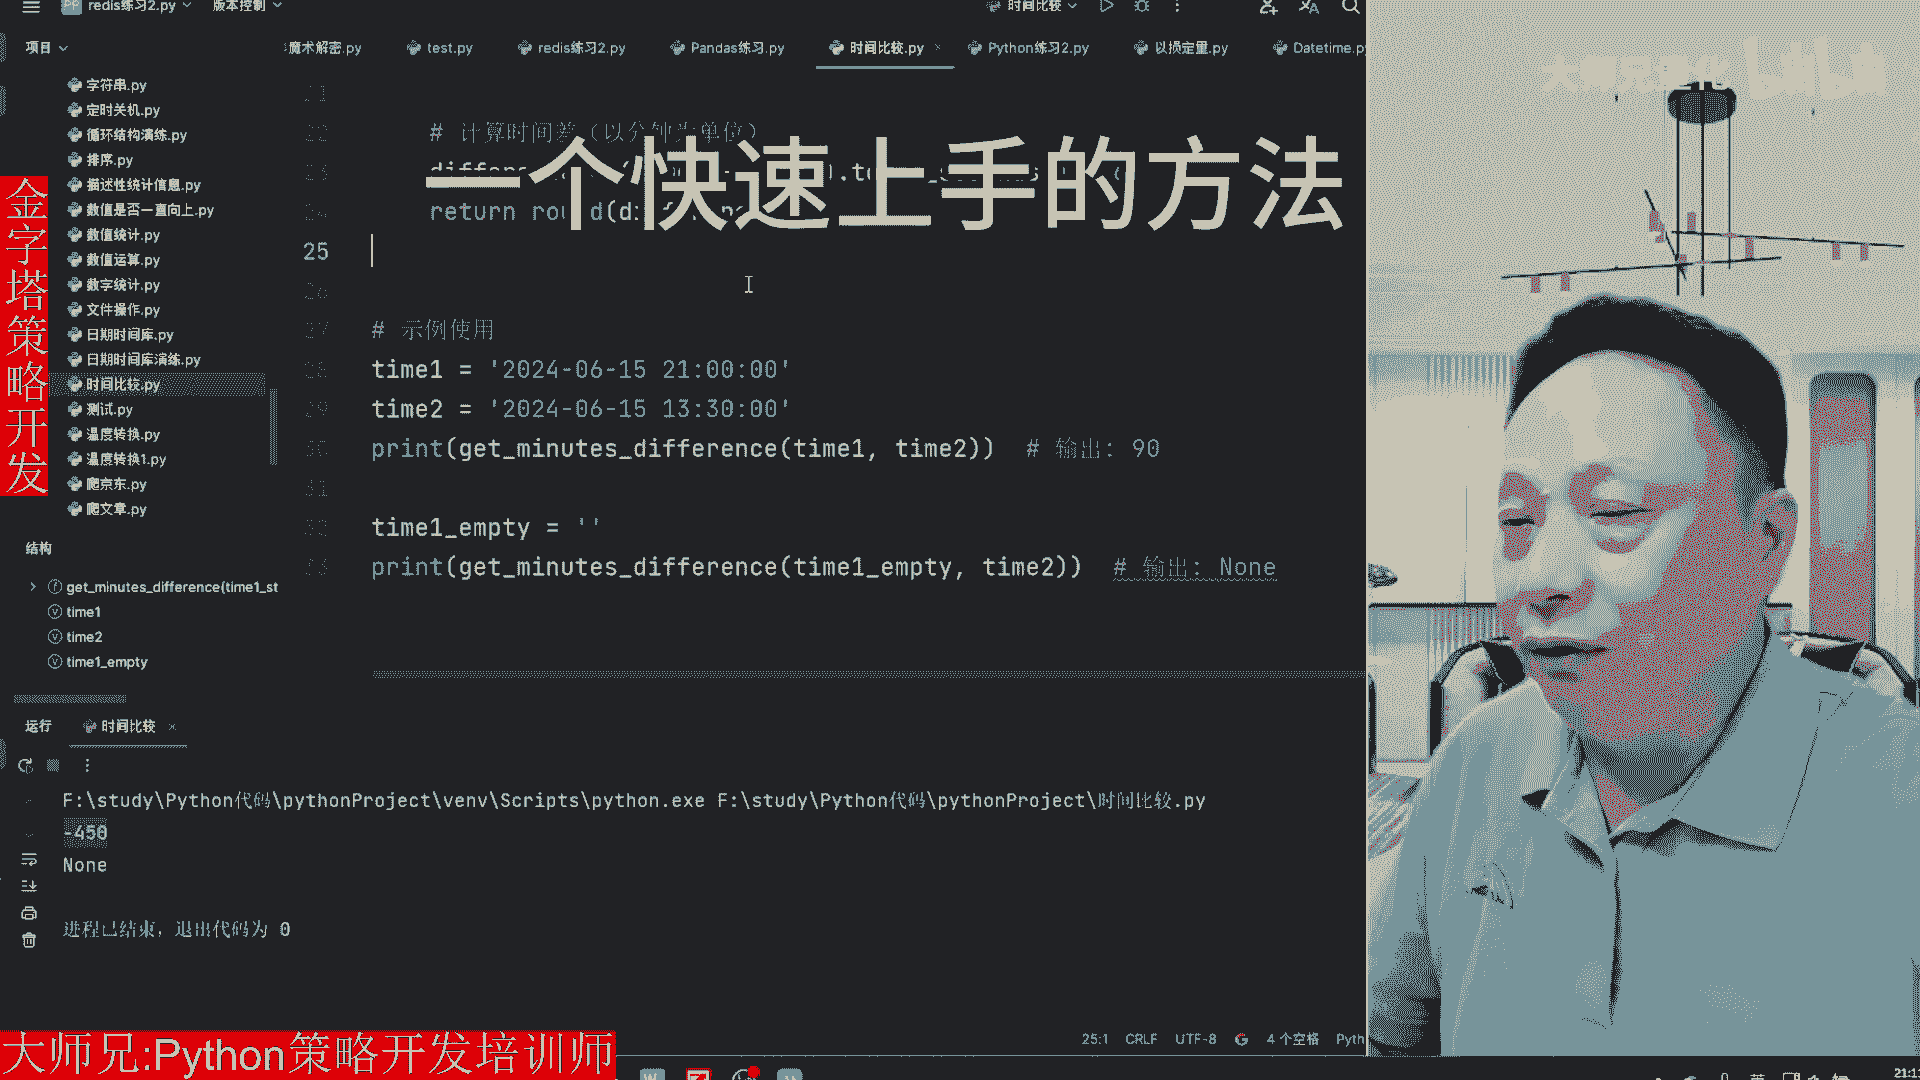 redis练习2.py
版本控制
时间比较
项目
魔术解密.py
test.py
redis练习2.py
Pandas练习.py
时间比较.py
Python练习2.py
以损定量.py
Datetime.p
字符串.py
定时关机.py
循环结构演练.py
排序.py
描述性统计信息.py
数值是否一直向上.py
数值统计.py
数值运算.py
数字统计.py
文件操作.py
日期时间库.py
日期时间库演练.py
时间比较.py
测试.py
温度转换.py
温度转换1.py
爬京东.py
爬文章.py
结构
get_minutes_difference(time1_st
time1
time2
time1_empty
金字塔策略开发
一个快速上手的方法
21
22 # 计算时间差（以分钟为单位）
23
24 return
25
26
27 # 示例使用
28 time1 = '2024-06-15 21:00:00'
29 time2 = '2024-06-15 13:30:00'
30 print(get_minutes_difference(time1, time2)) # 输出: 90
31
32 time1_empty = ''
33 print(get_minutes_difference(time1_empty, time2)) # 输出: None
运行
时间比较
F:\study\Python代码\pythonProject\venv\Scripts\python.exe F:\study\Python代码\pythonProject\时间比较.py
-450
None
进程已结束，退出代码为 0
25:1 CRLF UTF-8 4 个空格 Pyth
大师兄:Python策略开发培训师